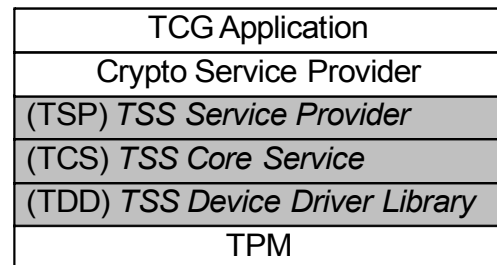 TCG Application
Crypto Service Provider
(TSP) TSS Service Provider
(TCS) TSS Core Service
(TDD) TSS Device Driver Library
TPM